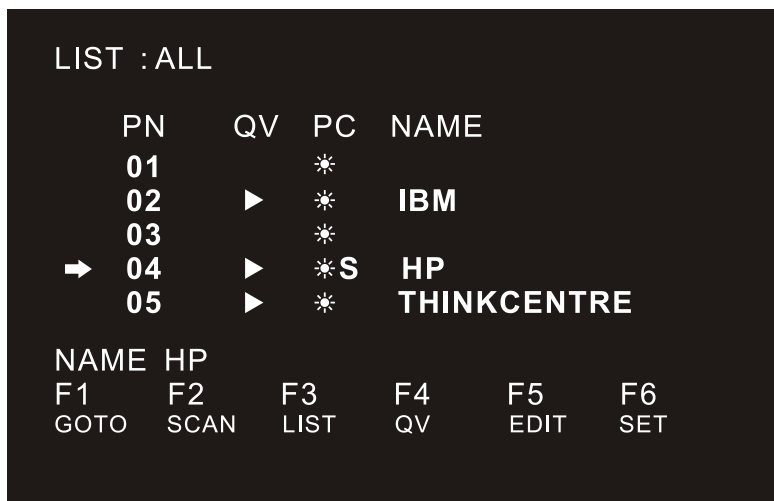 LIST : ALL
PN QV PC NAME
01
02 IBM
03
04 S HP
05 THINKCENTRE
NAME HP
F1 F2 F3 F4 F5 F6
GOTO SCAN LIST QV EDIT SET